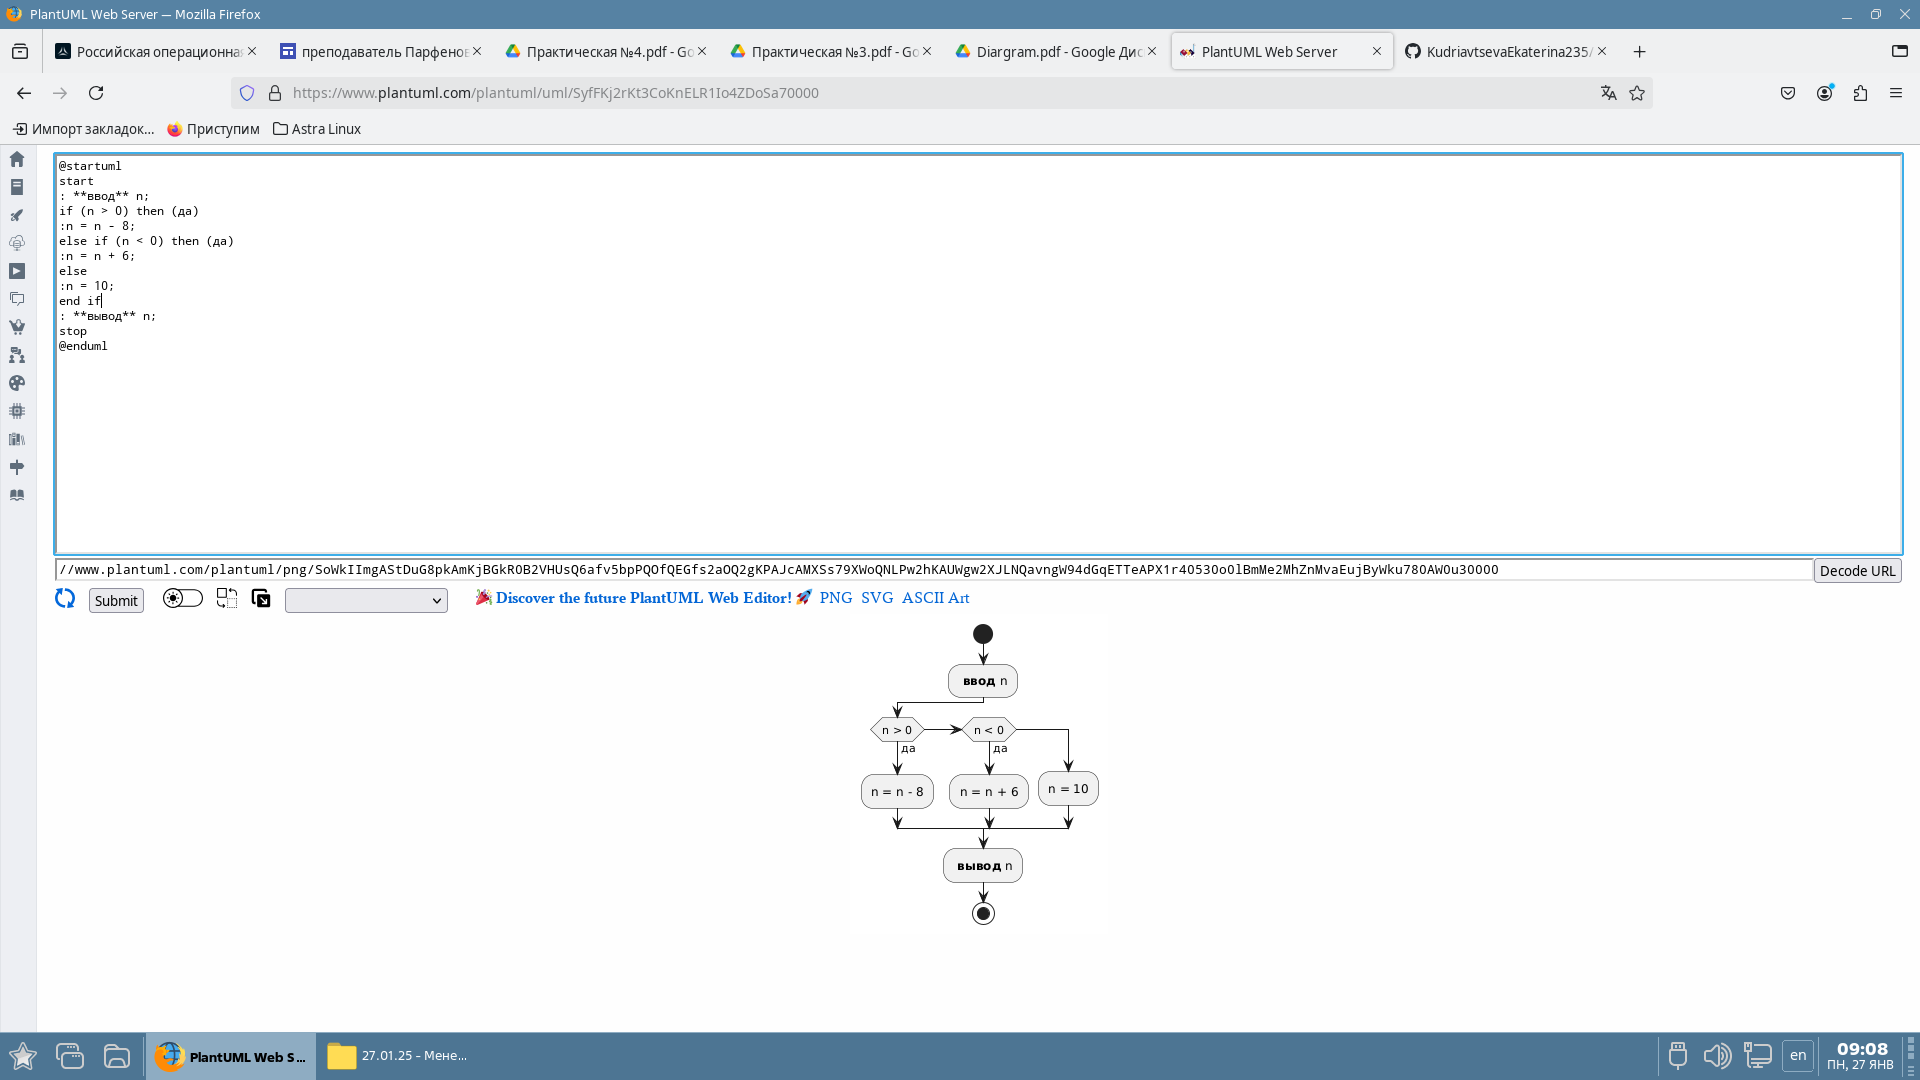 PlantUML Web Server — Mozilla Firefox
Российская операционна
преподаватель Парфенов
Практическая №4.pdf - Go
Практическая №3.pdf - Go
Diargram.pdf - Google Дис
PlantUML Web Server
KudriavtsevaEkaterina235/
https://www.plantuml.com/plantuml/uml/SyfFKj2rKt3CoKnELR1Io4ZDoSa70000
Импорт закладок...
Приступим
Astra Linux
@startuml
start
: **ввод** n;
if (n > 0) then (да)
:n = n - 8;
else if (n < 0) then (да)
:n = n + 6;
else
:n = 10;
end if
: **вывод** n;
stop
@enduml
//www.plantuml.com/plantuml/png/SoWkIImgAStDuG8pkAmKjBGGkROB2VHUsQ6afv5bpPQOfQEGfs2aOQ2gKPAJcAMXSs79XWoQNLPw2hKAUWgw2XJLNQavngW94dGqETTeAPX1r4053Oo0lBmMe2MhZnMvaEujByWku780AW0u30000
Decode URL
Submit
Discover the future PlantUML Web Editor!
PNG
SVG
ASCII Art
ввод n
n > 0
n < 0
да
да
n = n - 8
n = n + 6
n = 10
вывод n
PlantUML Web S...
27.01.25 - Мене...
en
09:08
ПН, 27 ЯНВ